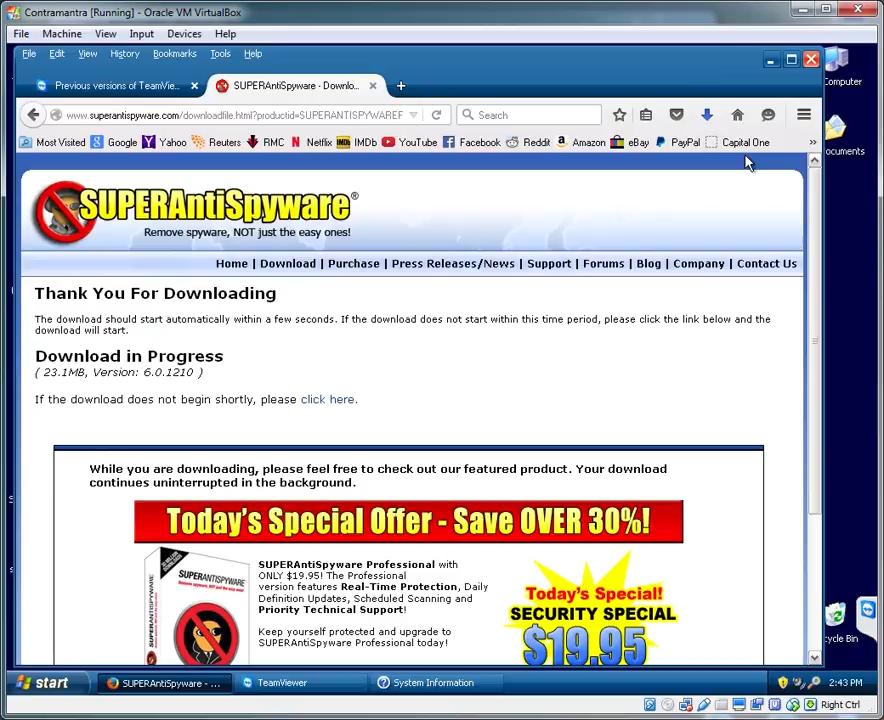 Contramantra [Running] - Oracle VM VirtualBox
File Machine View Input Devices Help
File Edit View History Bookmarks Tools Help
Previous versions of TeamVie...
SUPERAntiSpyware - Downlo...
www.superantispyware.com/downloadfile.html?productid=SUPERANTISPYWAREF
Search
Most Visited Google Yahoo Reuters RMC Netflix IMDb YouTube Facebook Reddit Amazon eBay PayPal Capital One »
Computer
ocuments
SUPERAntiSpyware®
Remove spyware, NOT just the easy ones!
Home | Download | Purchase | Press Releases/News | Support | Forums | Blog | Company | Contact Us
Thank You For Downloading
The download should start automatically within a few seconds. If the download does not start within this time period, please click the link below and the
download will start.
Download in Progress
( 23.1MB, Version: 6.0.1210 )
If the download does not begin shortly, please click here.
While you are downloading, please feel free to check out our featured product. Your download
continues uninterrupted in the background.
Today's Special Offer - Save OVER 30%!
SUPERAntiSpyware Professional with
ONLY $19.95! The Professional
version features Real-Time Protection, Daily
Definition Updates, Scheduled Scanning and
Priority Technical Support!
Keep yourself protected and upgrade to
SUPERAntiSpyware Professional today!
SUPERANTISPYWARE
Today's Special!
SECURITY SPECIAL
$19.95
ycle Bin
start
SUPERAntiSpyware - ...
TeamViewer
System Information
2:43 PM
Right Ctrl